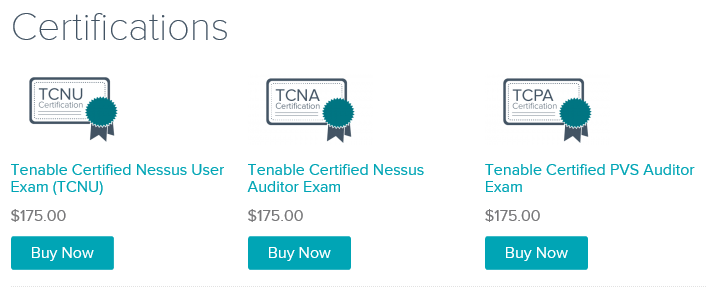 Certifications
TCNU
Certification
TCNA
Certification
TCPA
Certification
Tenable Certified Nessus User
Exam (TCNU)
$175.00
Buy Now
Tenable Certified Nessus
Auditor Exam
$175.00
Buy Now
Tenable Certified PVS Auditor
Exam
$175.00
Buy Now